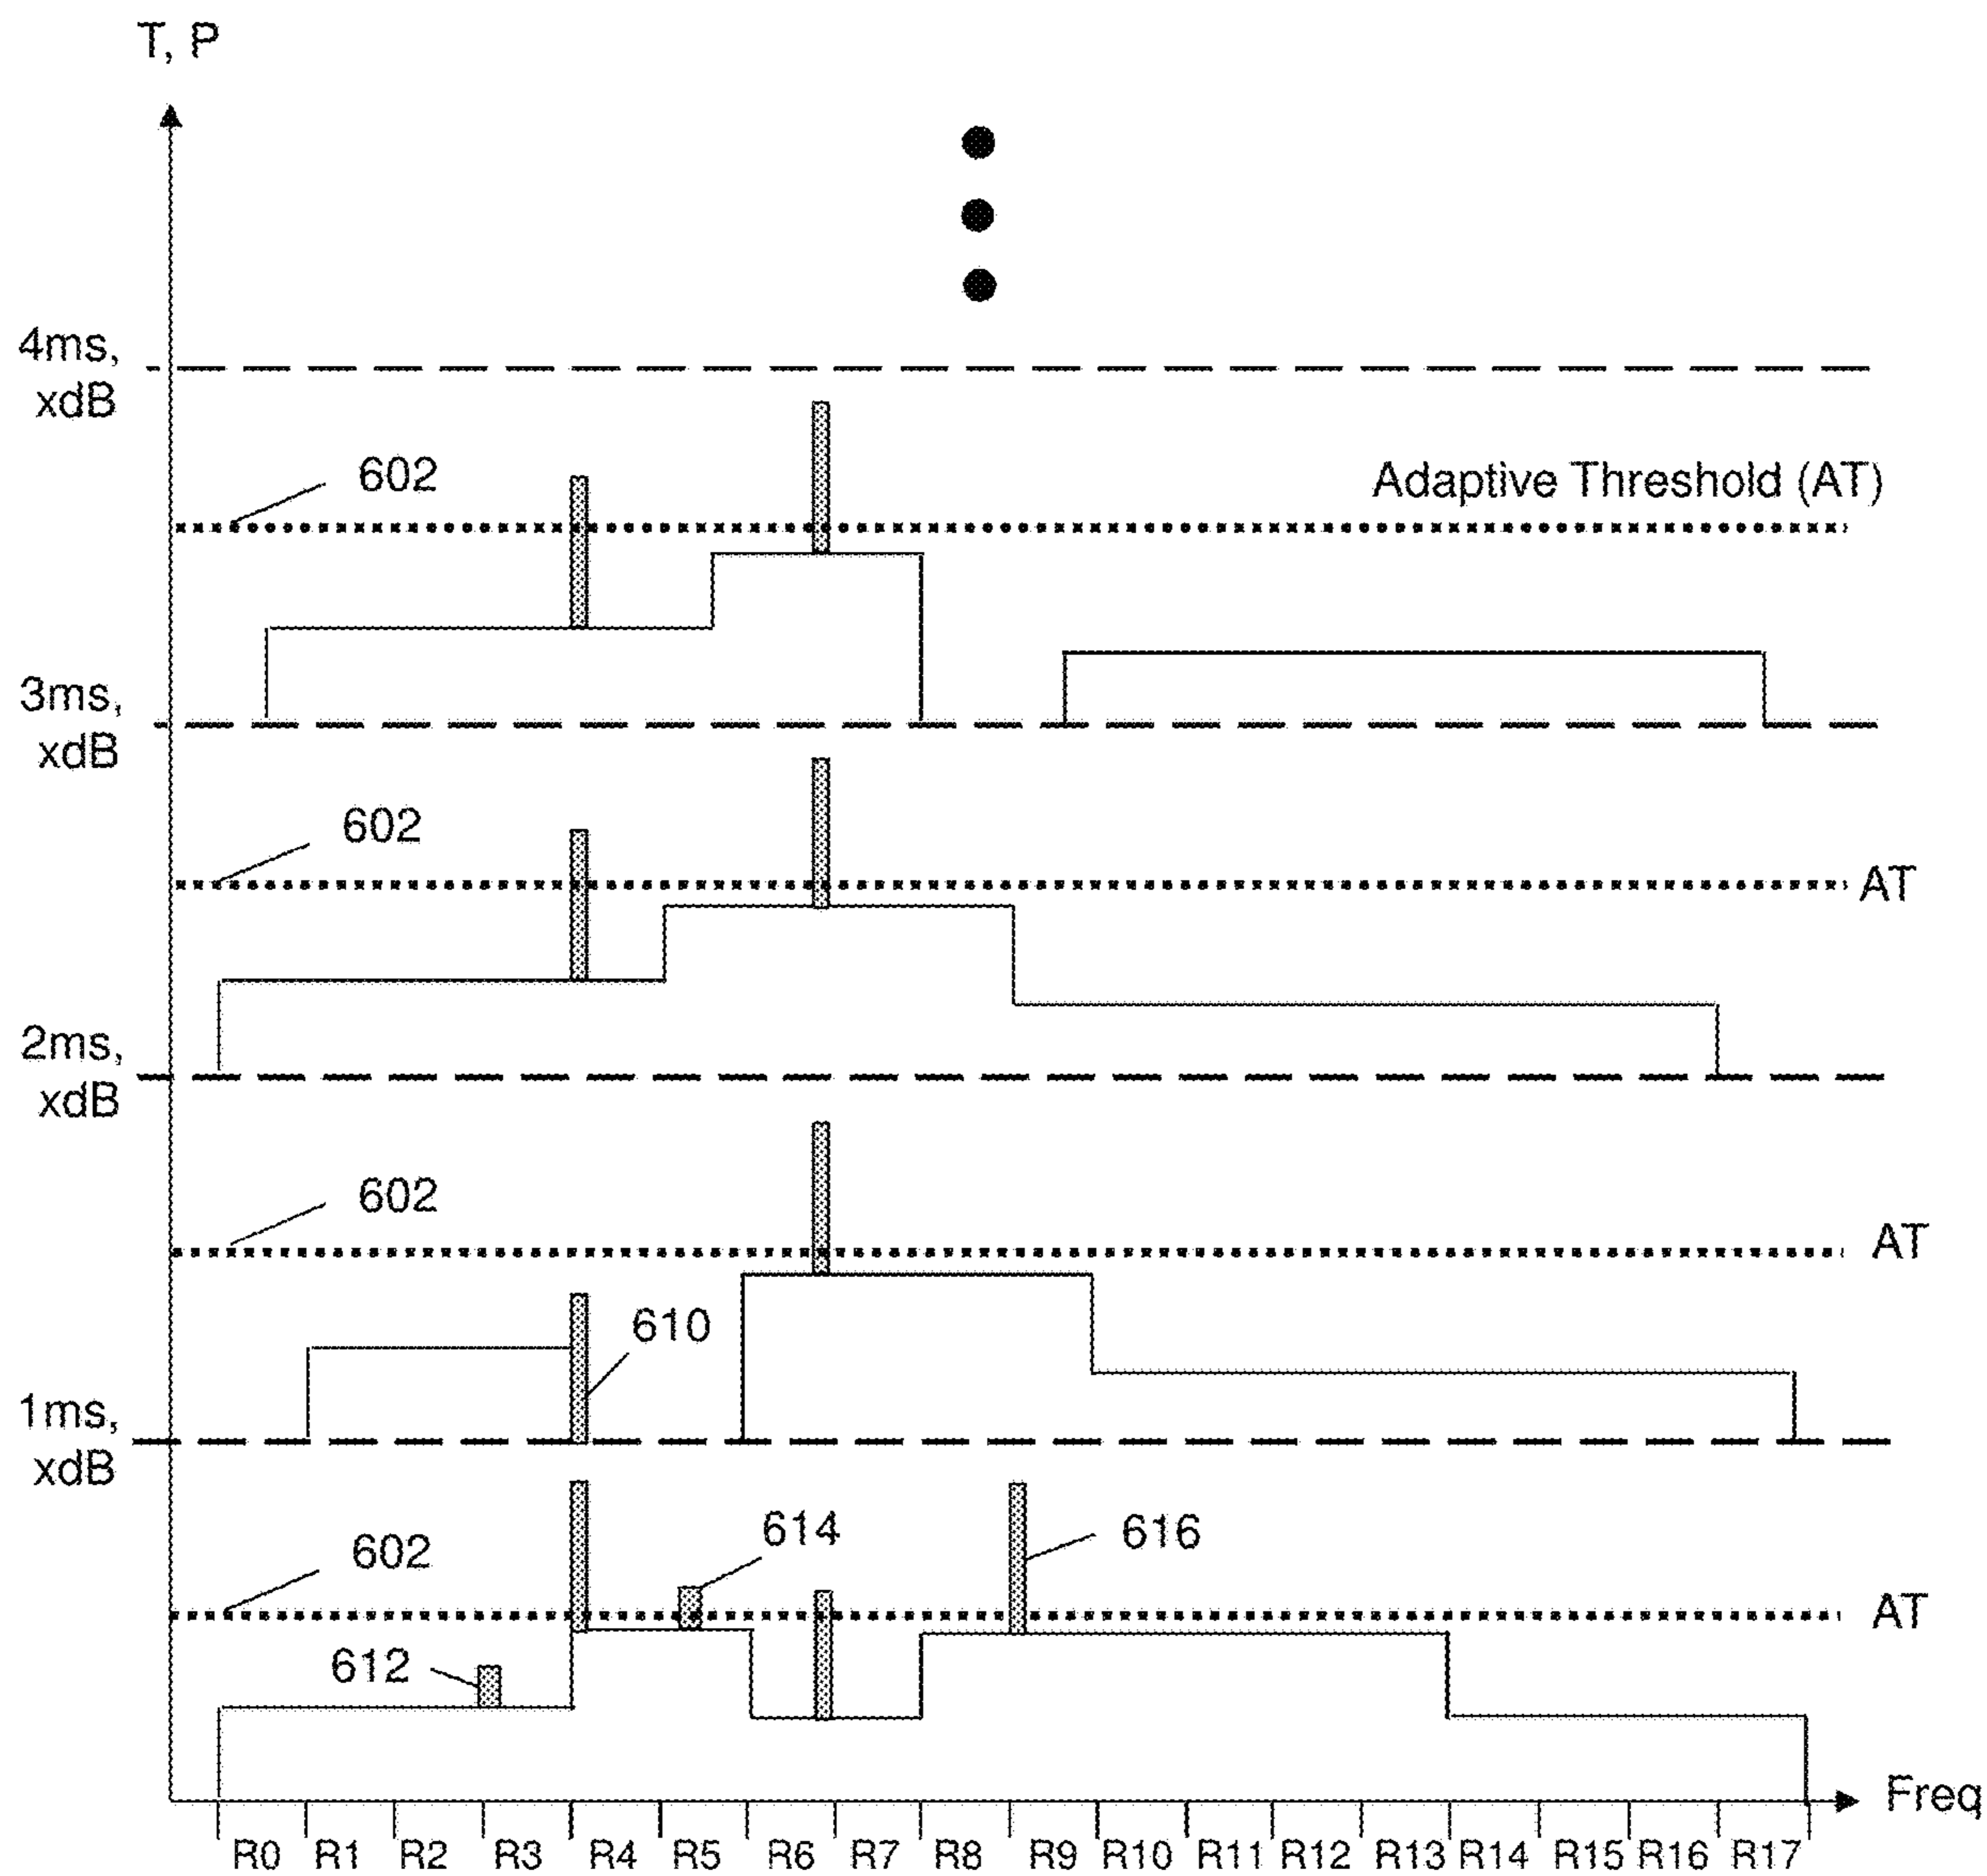 T, P
4ms,
xdB
602
Adaptive Threshold (AT)
3ms,
xdB
602
AT
2ms,
xdB
602
AT
610
1ms,
xdB
602
614
616
AT
612
Freq
R0 R1 R2 R3 R4 R5 R6 R7 R8 R9 R10 R11 R12 R13 R14 R15 R16 R17